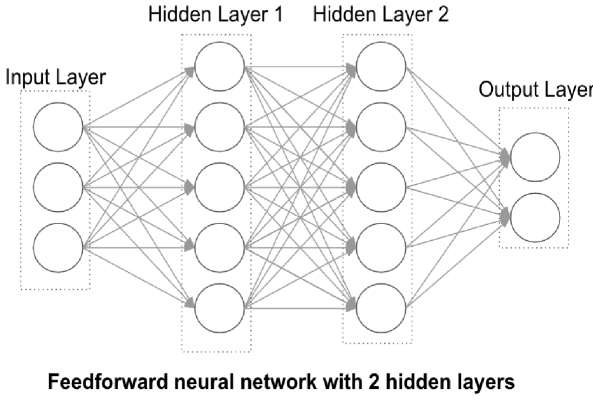 Hidden Layer 1
Hidden Layer 2
Input Layer
Output Layer
Feedforward neural network with 2 hidden layers